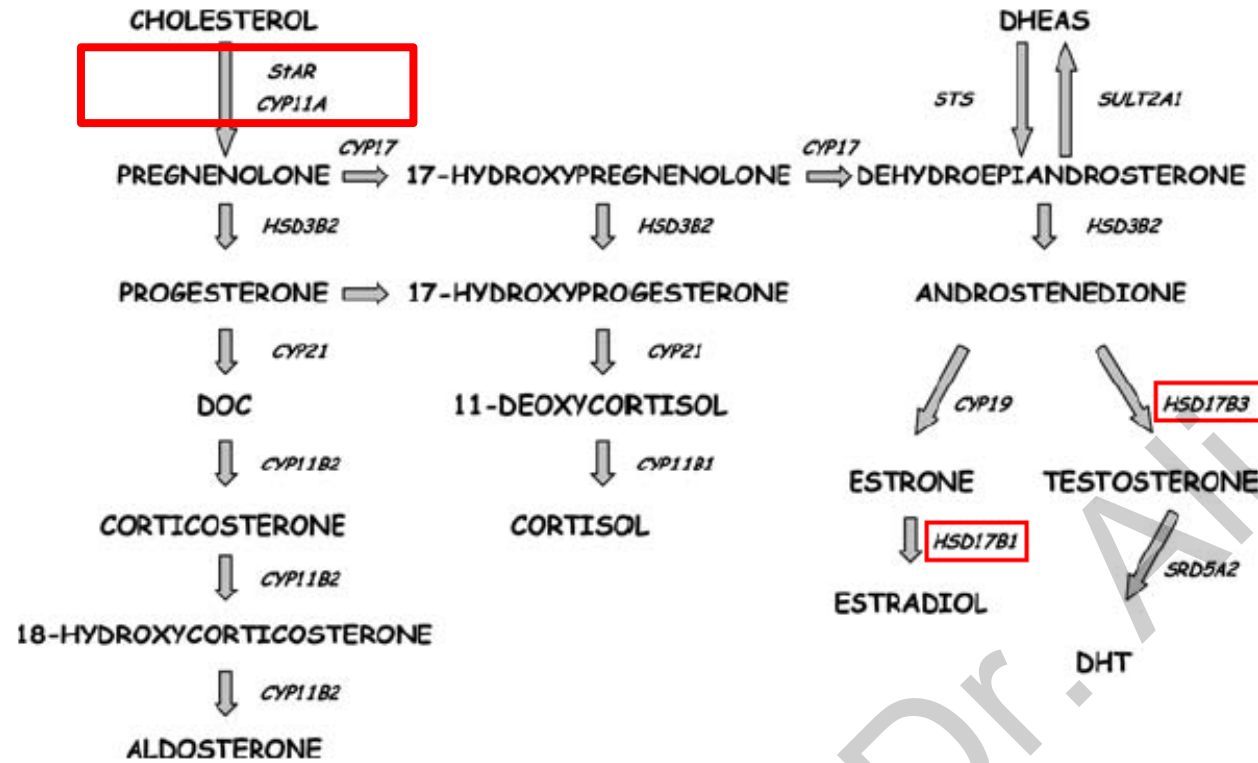 CHOLESTEROL DHEAS
StAR
CYP11A STS SULT2A1
CYP17 CYP17
PREGNENOLONE 17-HYDROXYPREGNENOLONE DEHYDROEPIANDROSTERONE
HSD3B2 HSD3B2 HSD3B2
PROGESTERONE 17-HYDROXYPROGESTERONE ANDROSTENEDIONE
CYP21 CYP21
DOC 11-DEOXYCORTISOL CYP19 HSD17B3
CYP11B2 CYP11B1
ESTRONE TESTOSTERONE
CORTICOSTERONE CORTISOL HSD17B1
CYP11B2 SRD5A2
ESTRADIOL
18-HYDROXYCORTICOSTERONE
DHT
CYP11B2
ALDOSTERONE
Dr. Ali